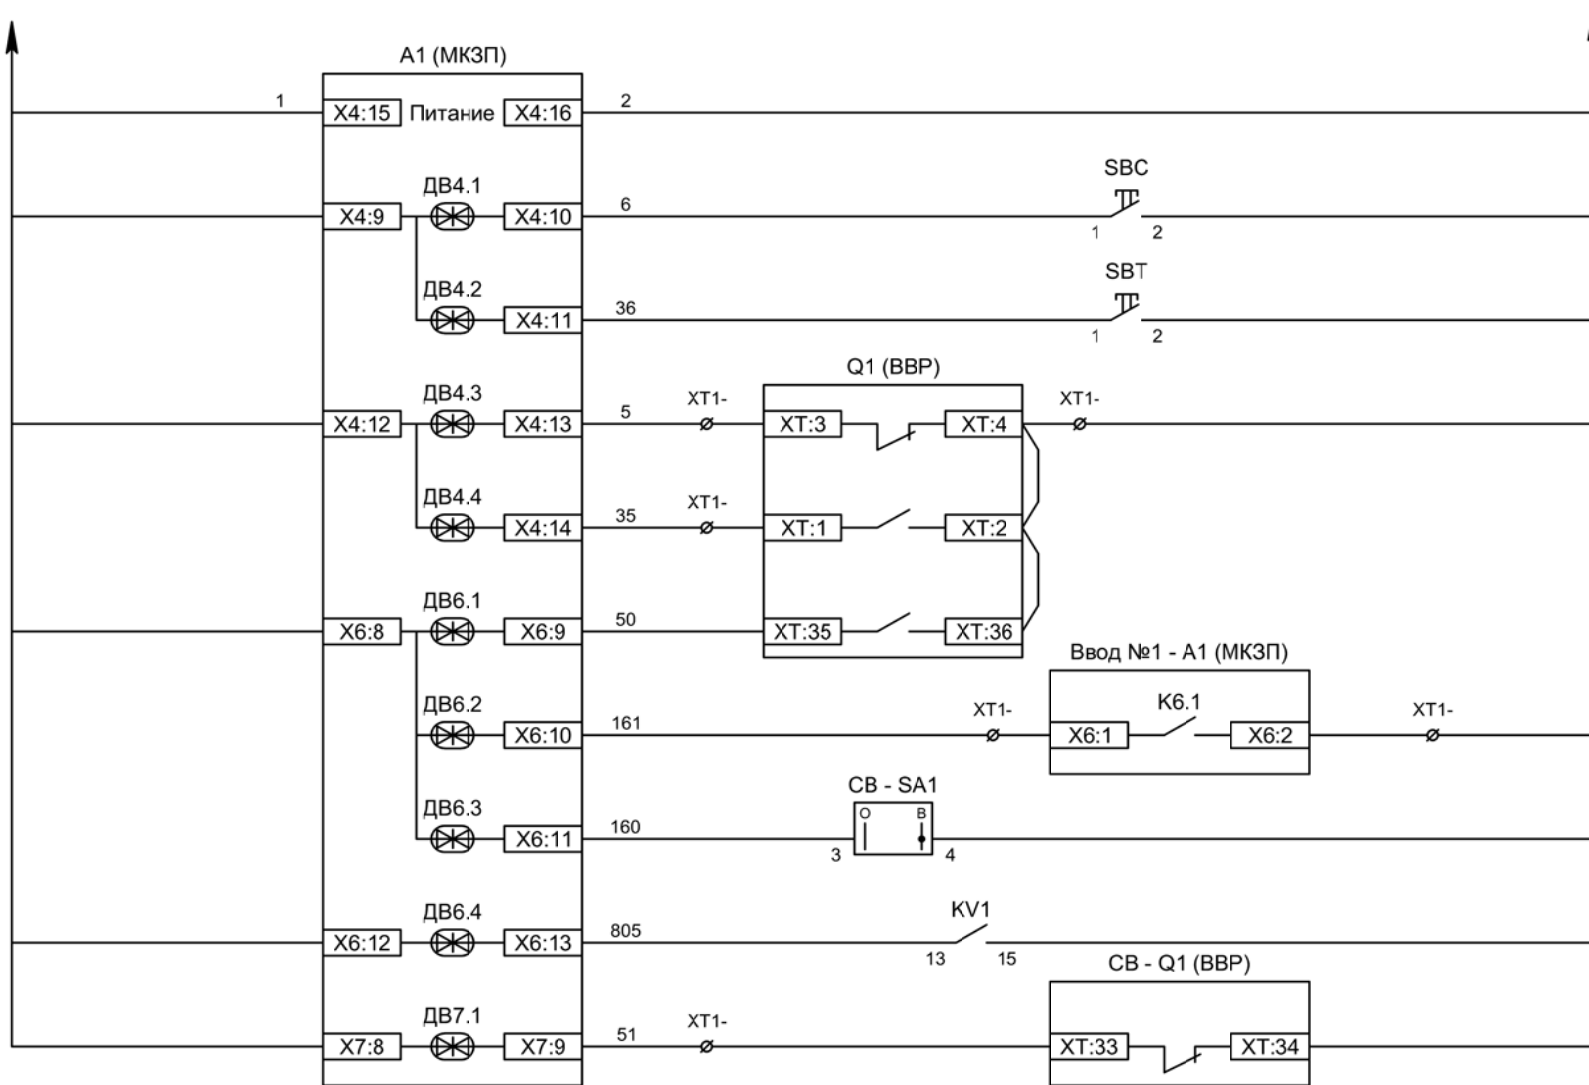 А1 (МКЗП)
1 X4:15 Питание X4:16 2
ДВ4.1 SBC
X4:9 X4:10 6 1 2
ДВ4.2 SBT
X4:11 36 1 2
Q1 (ВВР)
ДВ4.3 XT1- XT1-
X4:12 X4:13 5 XT:3 XT:4
ДВ4.4 XT1-
X4:14 35 XT:1 XT:2
ДВ6.1
X6:8 X6:9 50 XT:35 XT:36
Ввод №1 - А1 (МКЗП)
ДВ6.2 XT1- K6.1 XT1-
X6:10 161 X6:1 X6:2
СВ - SA1
ДВ6.3 О В
X6:11 160 3 4
ДВ6.4 KV1
X6:12 X6:13 805 13 15
СВ - Q1 (ВВР)
ДВ7.1 XT1-
X7:8 X7:9 51 XT:33 XT:34